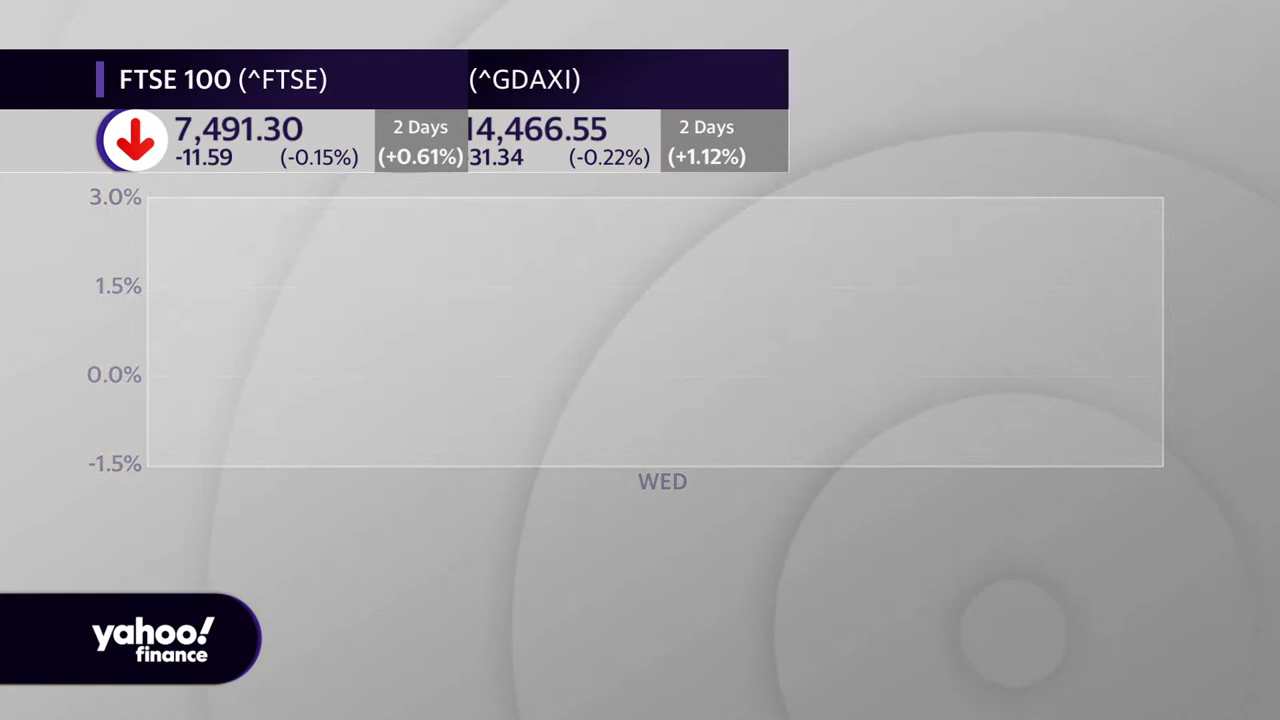 FTSE 100 (^FTSE) (^GDAXI)
7,491.30 2 Days 14,466.55 2 Days
-11.59 (-0.15%) (+0.61%) 31.34 (-0.22%) (+1.12%)
3.0%
1.5%
0.0%
-1.5%
WED
yahoo!
finance